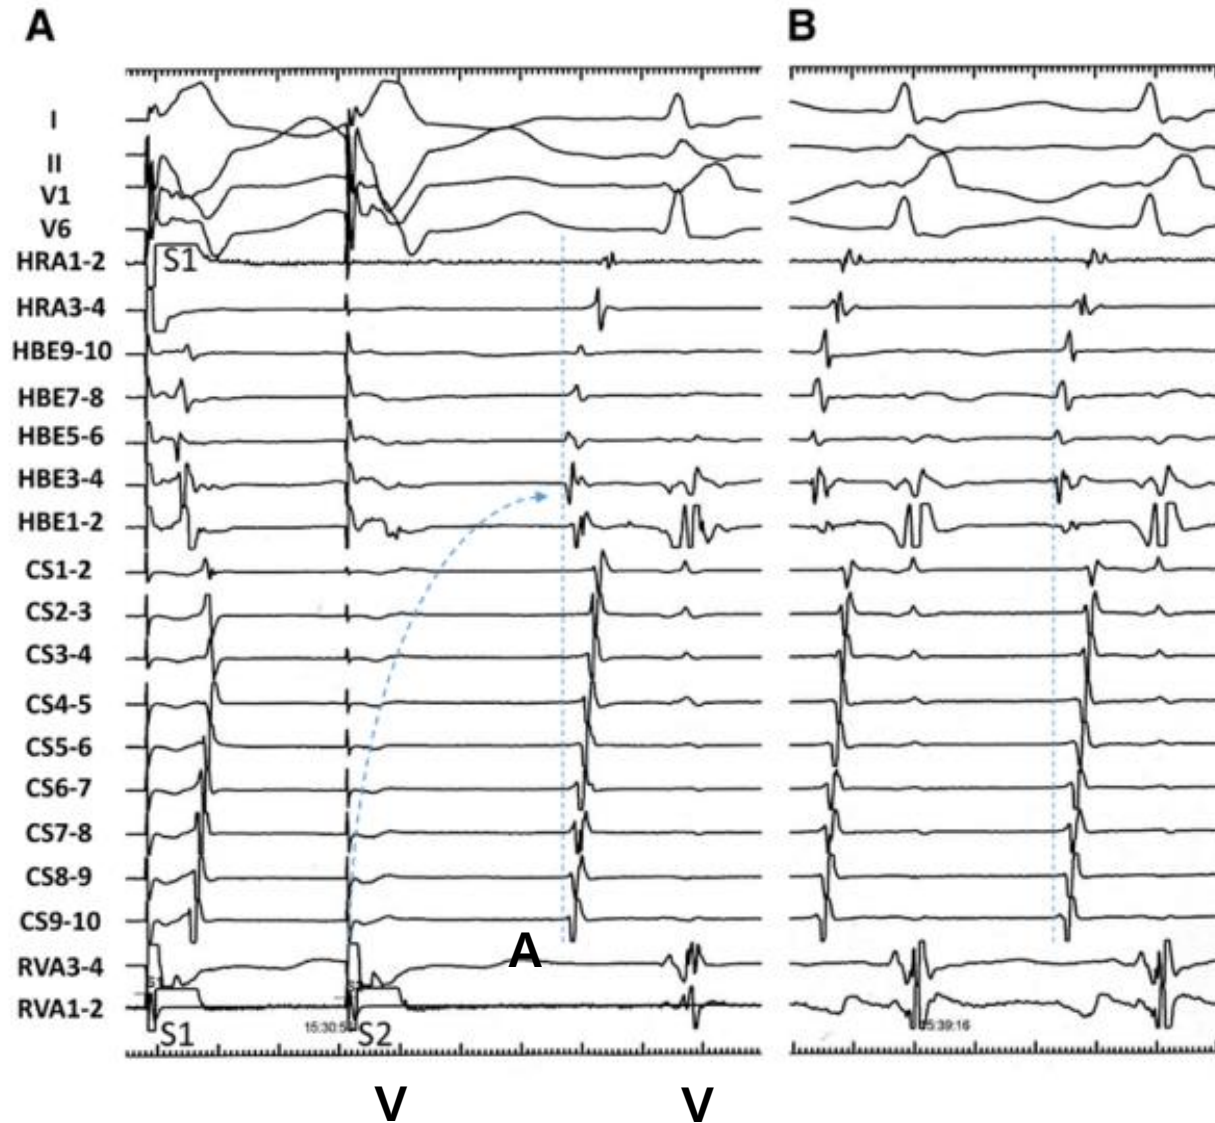 A
B
I
II
V1
V6
HRA1-2
S1
HRA3-4
HBE9-10
HBE7-8
HBE5-6
HBE3-4
HBE1-2
CS1-2
CS2-3
CS3-4
CS4-5
CS5-6
CS6-7
CS7-8
CS8-9
CS9-10
A
RVA3-4
RVA1-2
S1
S2
V
V